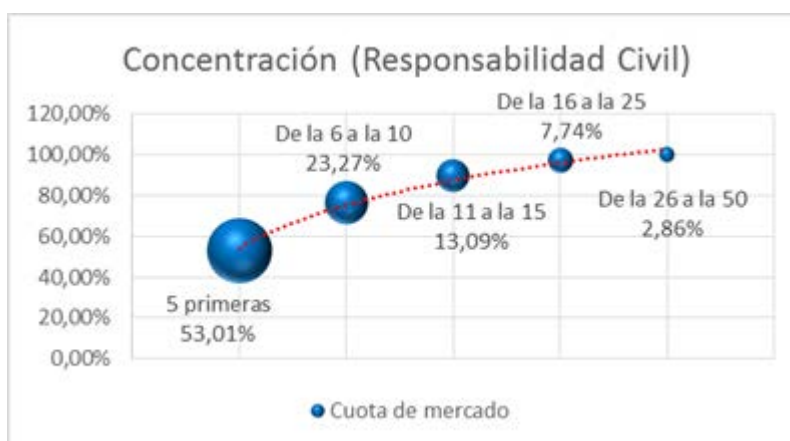 Concentración (Responsabilidad Civil)
120,00%
100,00%
80,00%
60,00%
40,00%
20,00%
0,00%
5 primeras
53,01%
De la 6 a la 10
23,27%
De la 11 a la 15
13,09%
De la 16 a la 25
7,74%
De la 26 a la 50
2,86%
Cuota de mercado